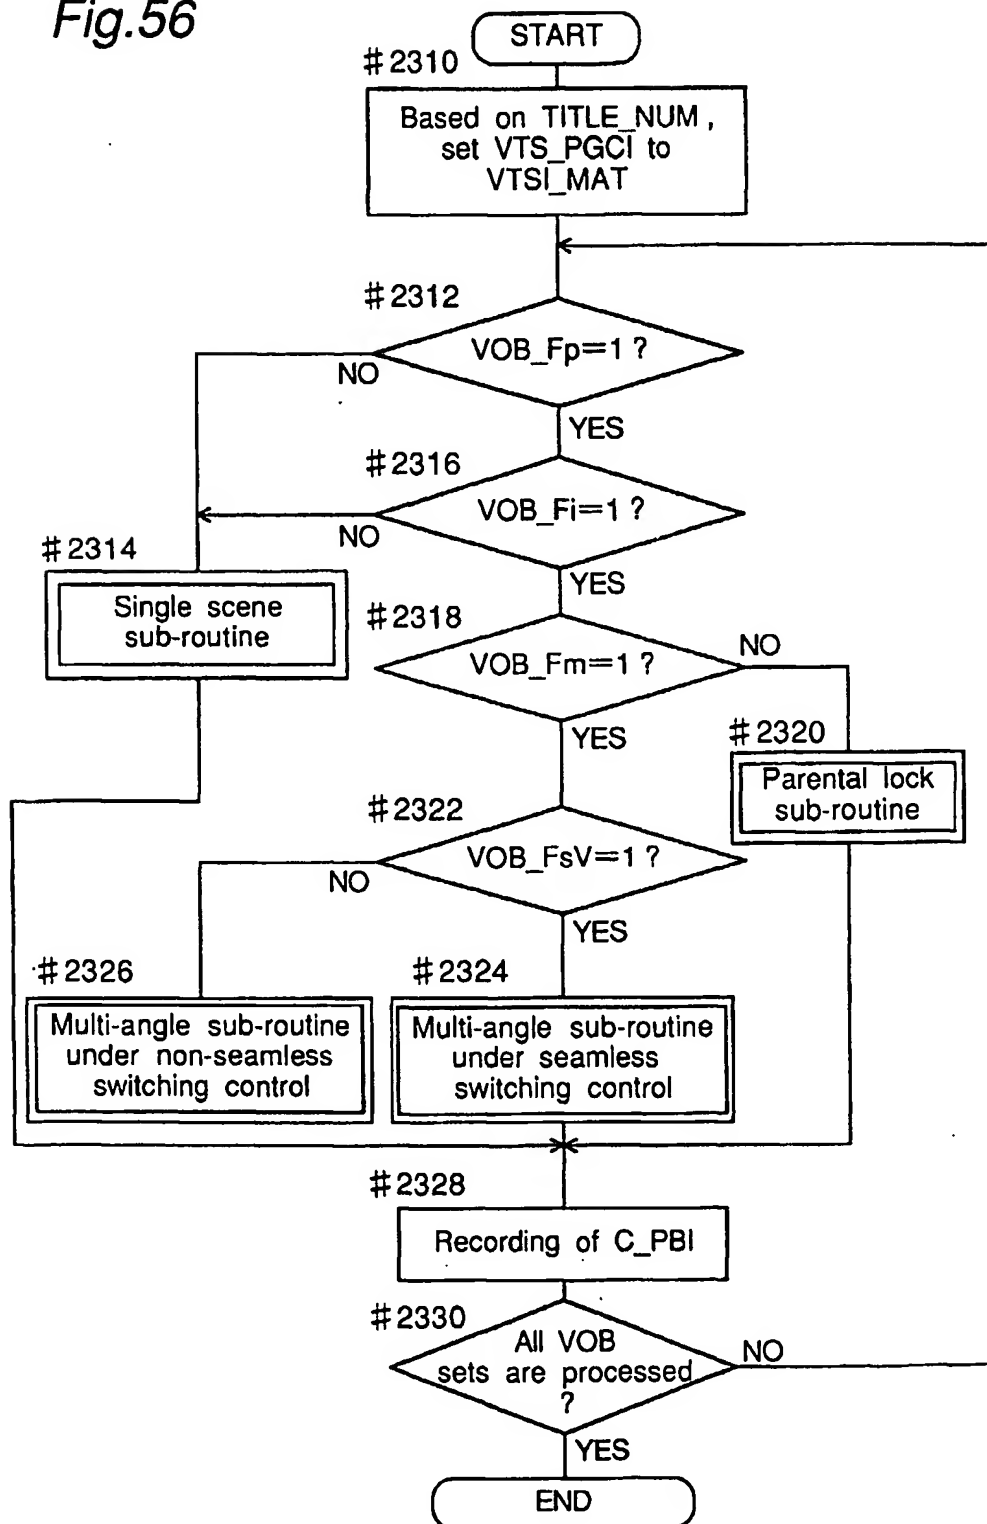 Fig.56
START
#2310
Based on TITLE_NUM,
set VTS_PGCI to
VTSI_MAT
#2312
VOB_Fp=1 ?
NO
YES
#2316
VOB_Fi=1 ?
NO
YES
#2314
Single scene
sub-routine
#2318
VOB_Fm=1 ?
NO
YES
#2320
Parental lock
sub-routine
#2322
VOB_FsV=1 ?
NO
YES
#2326
Multi-angle sub-routine
under non-seamless
switching control
#2324
Multi-angle sub-routine
under seamless
switching control
#2328
Recording of C_PBI
#2330
All VOB
sets are processed
?
NO
YES
END